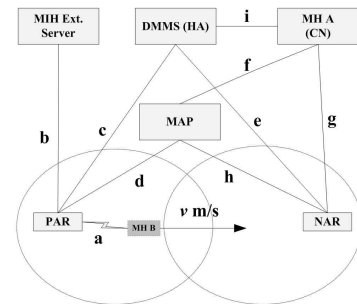 MIH Ext.
Server
DMMS (HA)
i
MH A
(CN)
f
b
c
MAP
e
g
d
h
v m/s
PAR
a
MH B
NAR